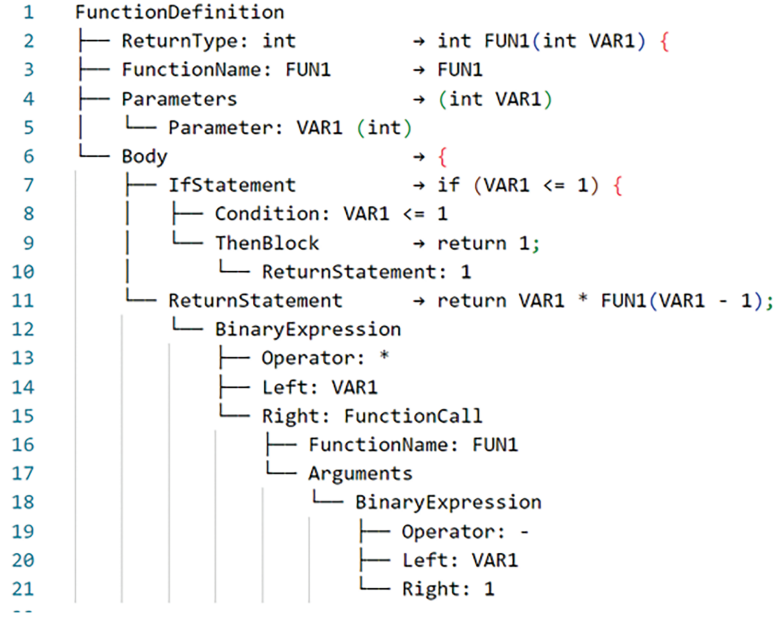 1 FunctionDefinition
2 ├── ReturnType: int → int FUN1(int VAR1) {
3 ├── FunctionName: FUN1 → FUN1
4 ├── Parameters → (int VAR1)
5 │   └── Parameter: VAR1 (int)
6 └── Body → {
7     ├── IfStatement → if (VAR1 <= 1) {
8     │   ├── Condition: VAR1 <= 1
9     │   └── ThenBlock → return 1;
10     │       └── ReturnStatement: 1
11     └── ReturnStatement → return VAR1 * FUN1(VAR1 - 1);
12         └── BinaryExpression
13             ├── Operator: *
14             ├── Left: VAR1
15             └── Right: FunctionCall
16                 ├── FunctionName: FUN1
17                 └── Arguments
18                     └── BinaryExpression
19                         ├── Operator: -
20                         ├── Left: VAR1
21                         └── Right: 1